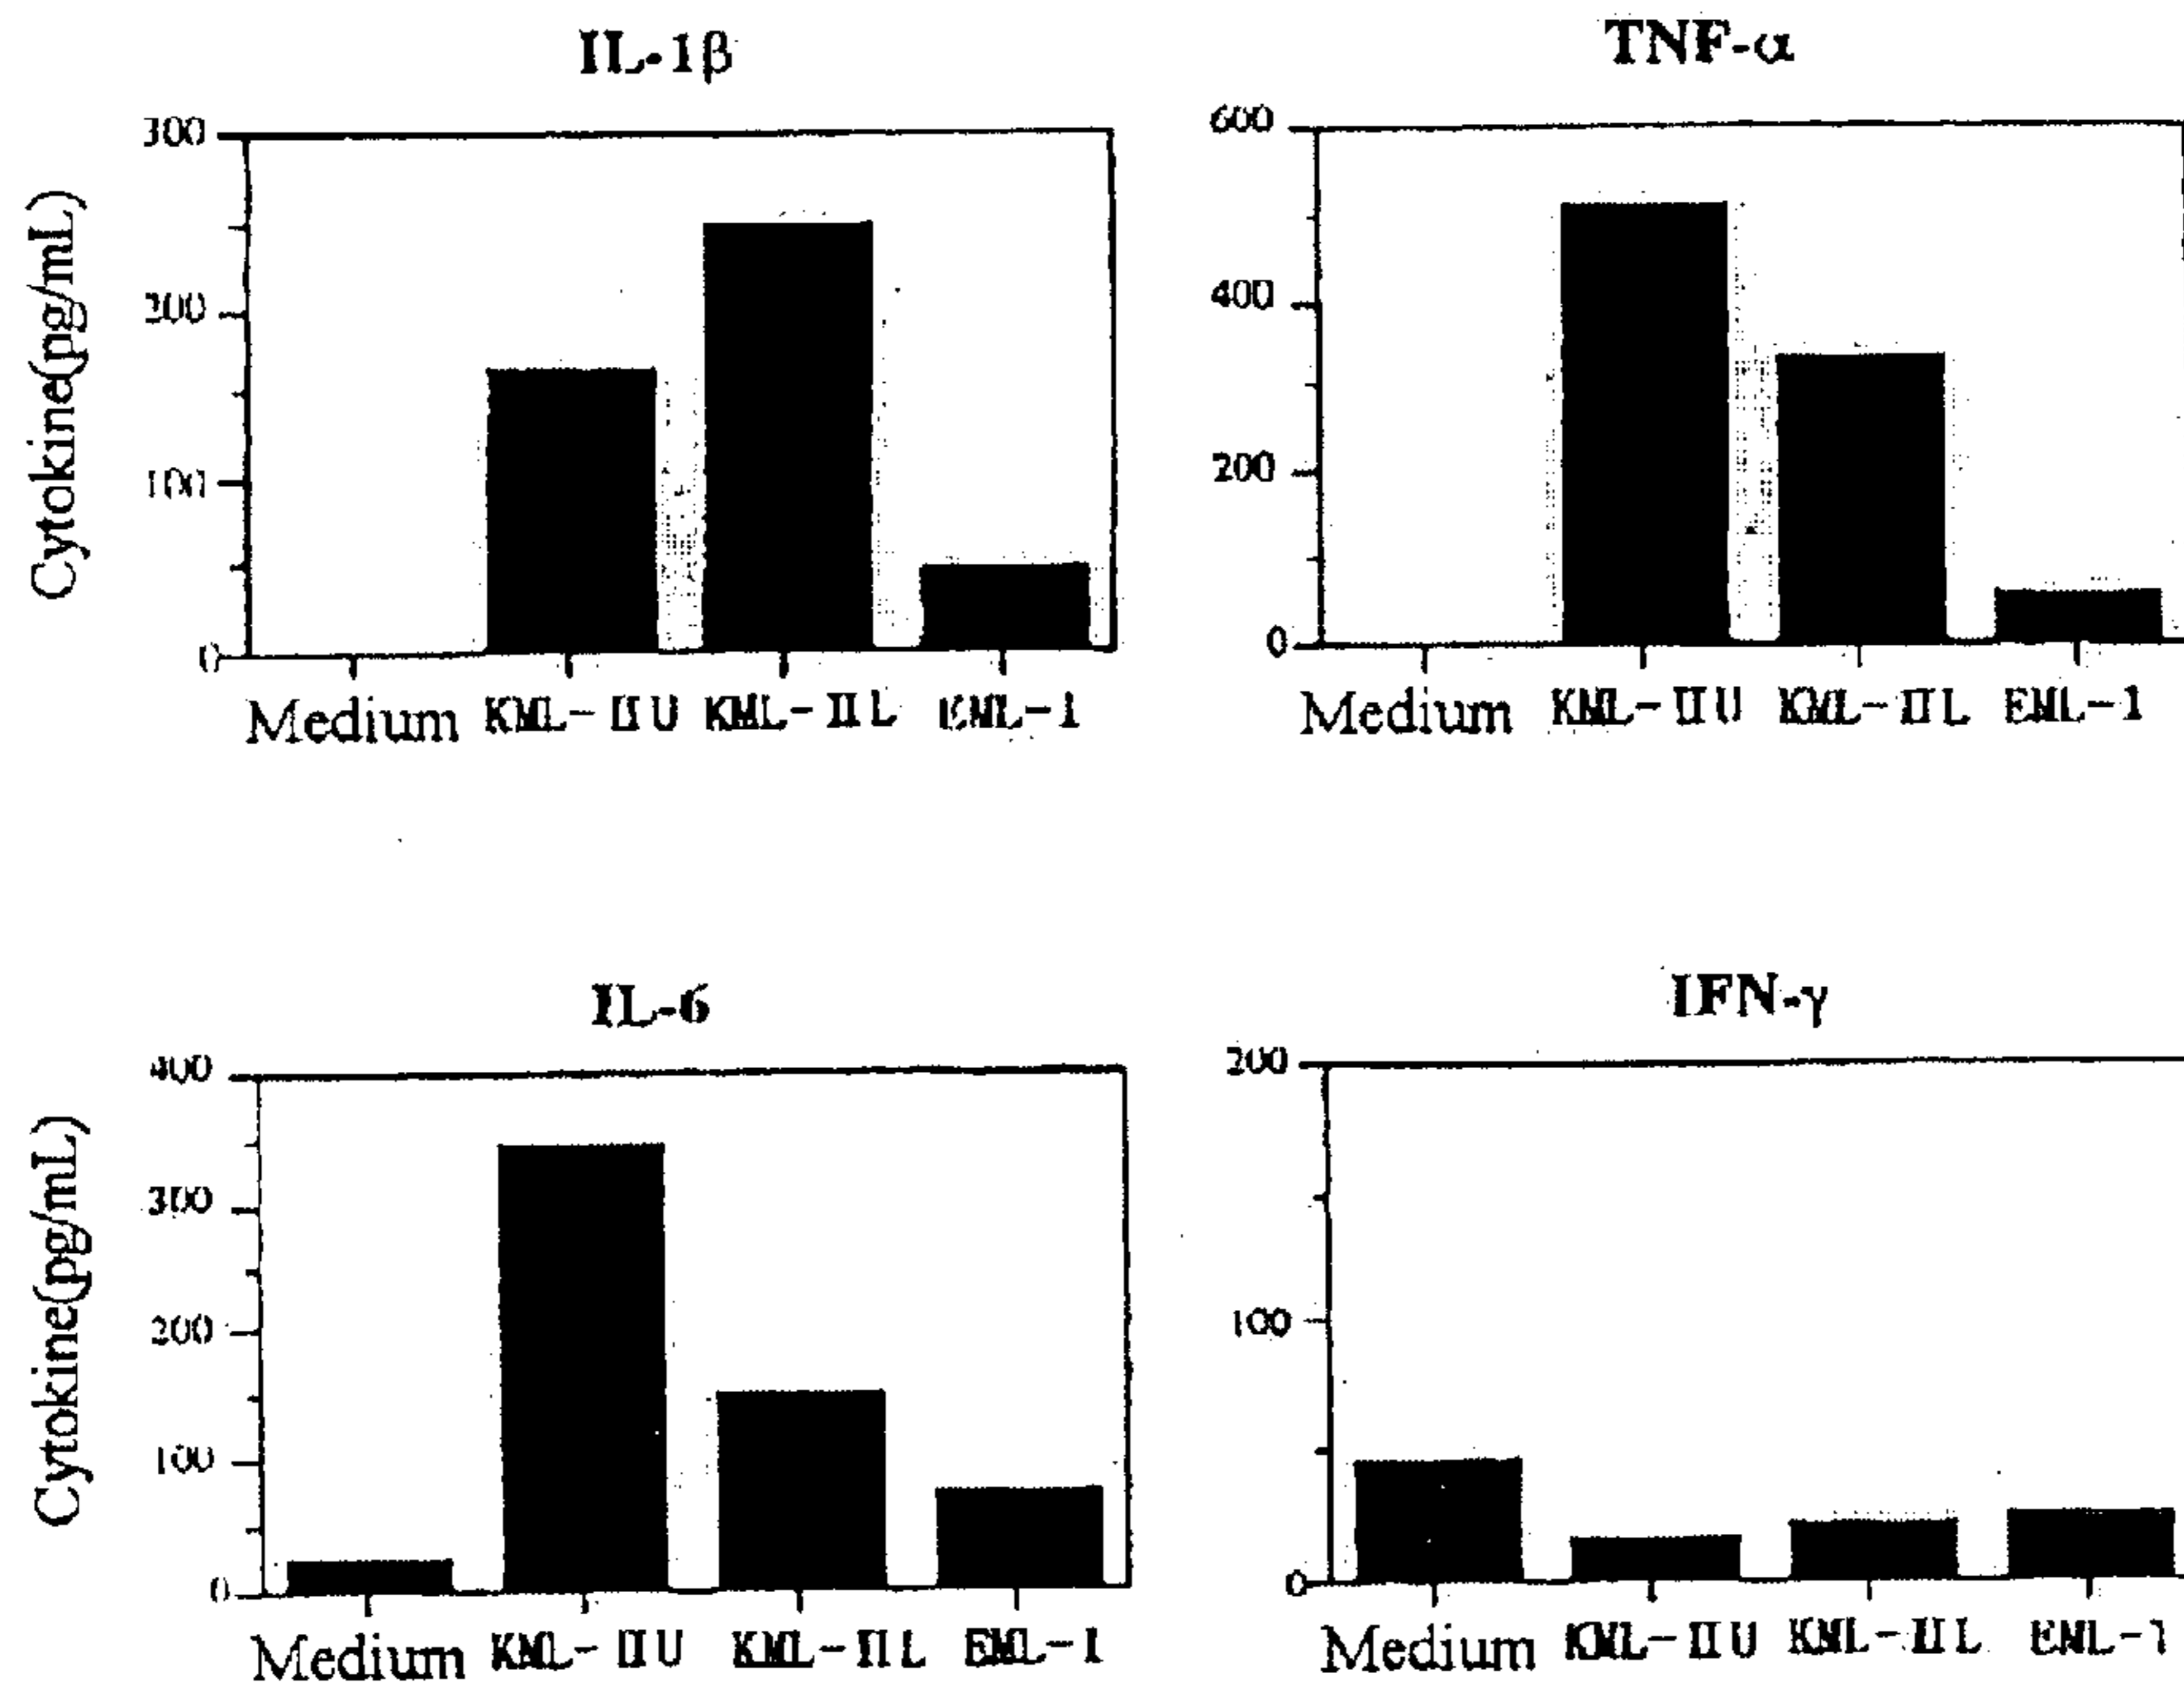 IL-1β
TNF-α
Cytokine(pg/mL)
300
200
100
0
Medium KML-IIU KML-IIL EML-1
600
400
200
0
Medium KML-IIU KML-IIL EML-1
IL-6
IFN-γ
Cytokine(pg/mL)
400
300
200
100
0
Medium KML-IIU KML-IIL EML-1
200
100
0
Medium KML-IIU KML-IIL EML-1